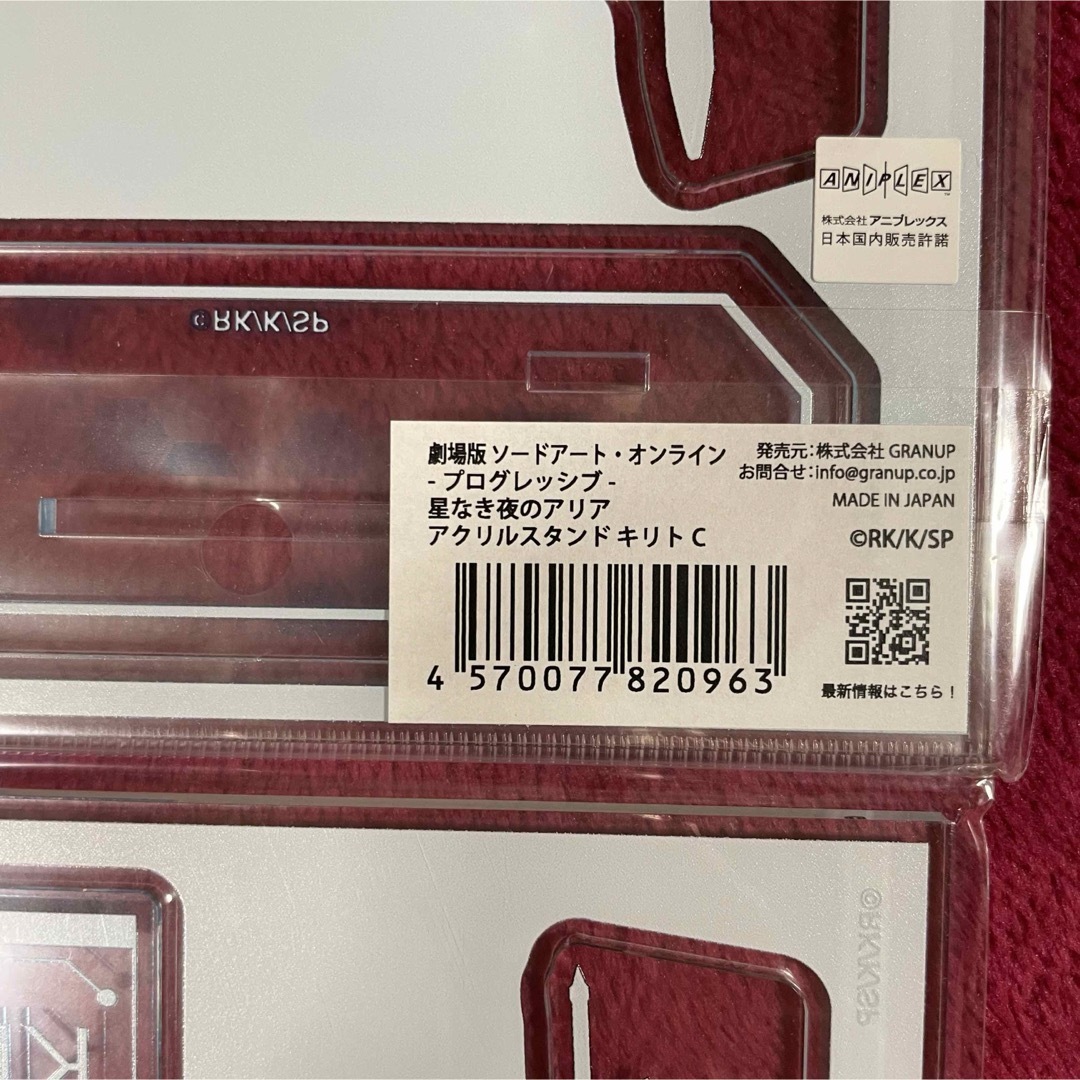 ANIPLEX™
株式会社 アニプレックス
日本国内販売許諾
©RK/K/SP
劇場版 ソードアート・オンライン
- プログレッシブ -
星なき夜のアリア
アクリルスタンド キリト C
発売元：株式会社 GRANUP
お問合せ：info@granup.co.jp
MADE IN JAPAN
©RK/K/SP
4 570077 820963
最新情報はこちら！
©RK/K/SP